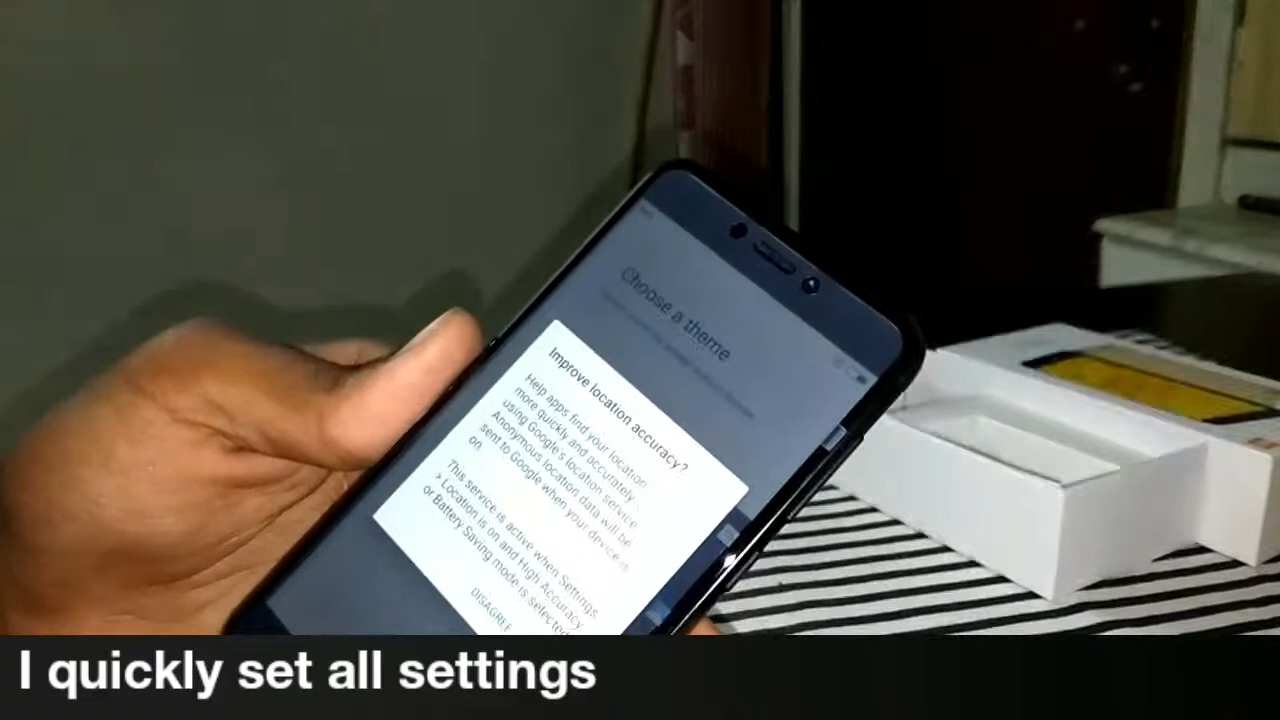 Choose a theme
Improve location accuracy?
Help apps find your location
more quickly and accurately
using Google's location service.
Anonymous location data will be
sent to Google when your device is
on.
This service is active when Settings
> Location is on and High Accuracy
or Battery Saving mode is selected
DISAGREE
I quickly set all settings